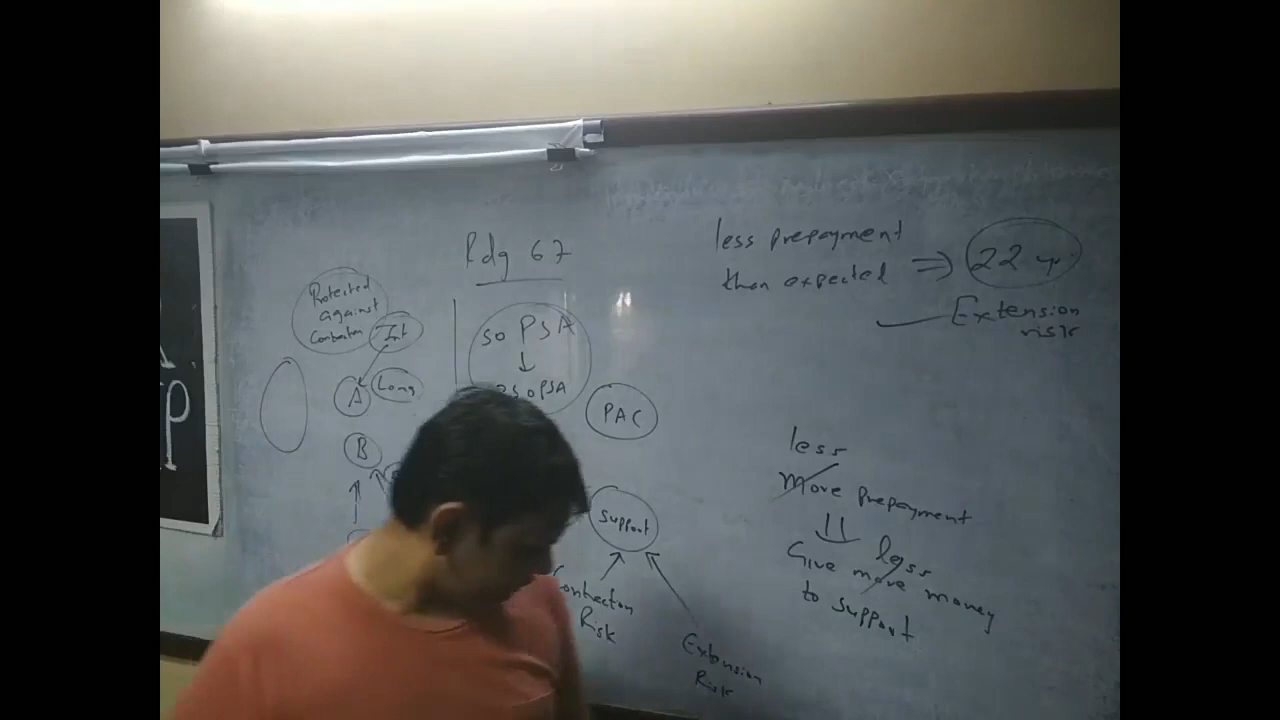 Rdg 67
Protected
against
Contraction
Int
A
Long
B
50 PSA
250 PSA
PAC
Support
Contraction
Risk
Extension
Risk
less prepayment
than expected ⇒ 22 yr
Extension
risk
less
More prepayment
less
Give more money
to support
P